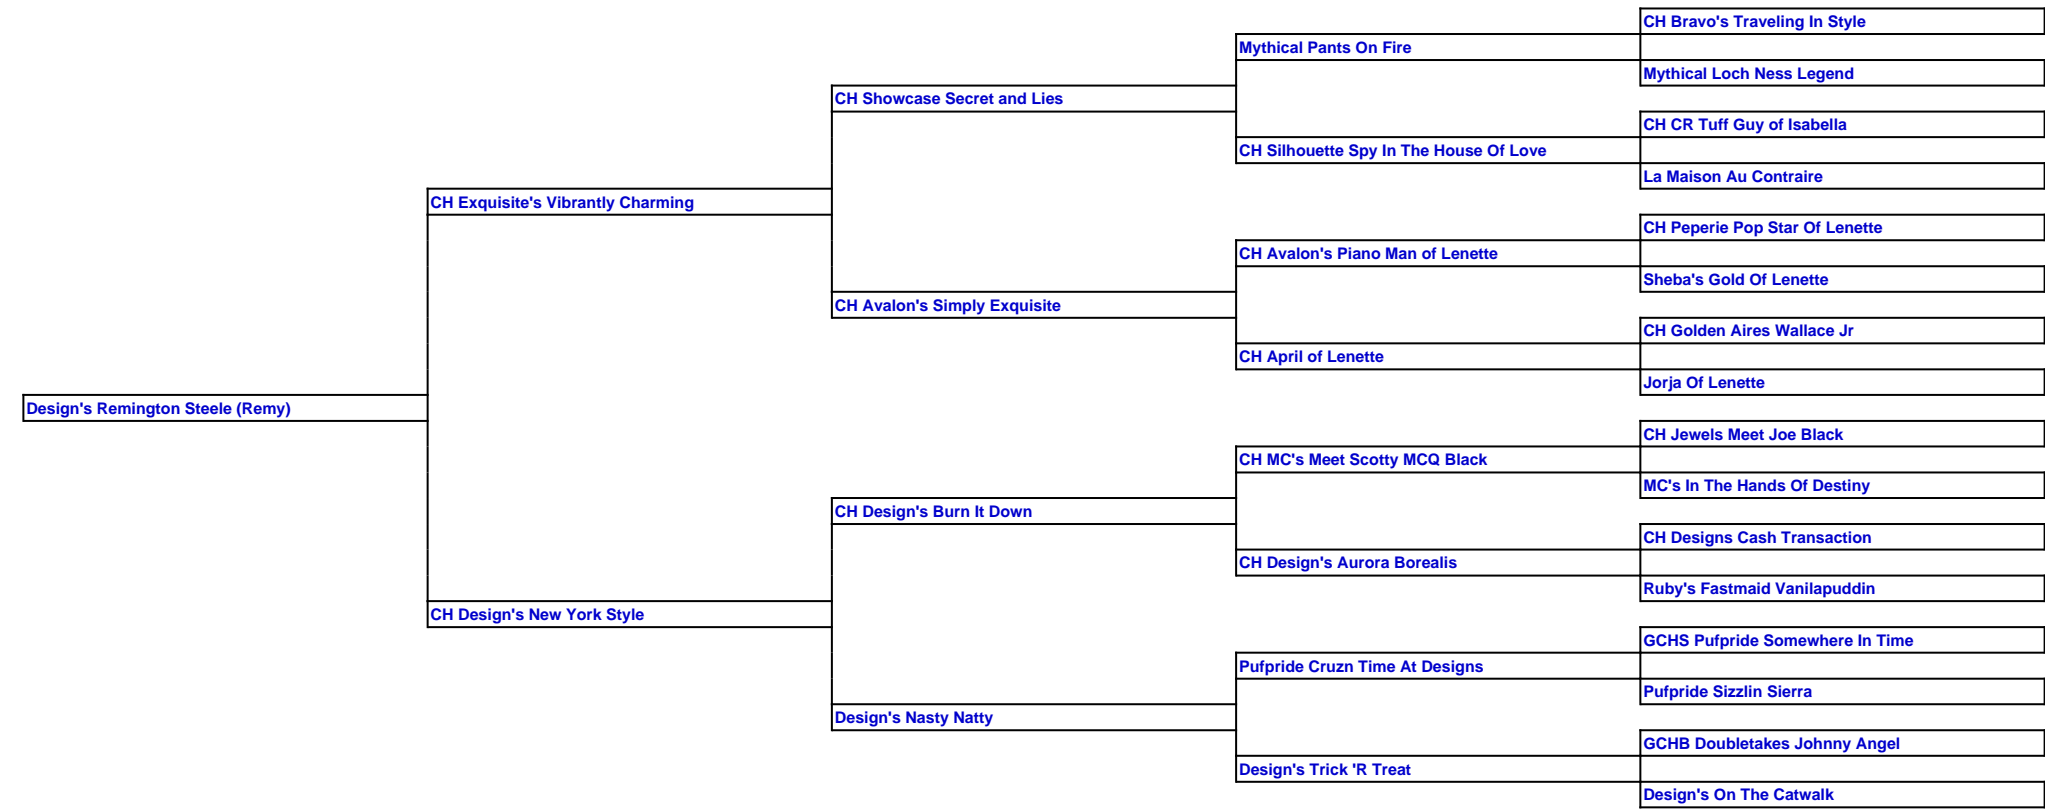 CH Bravo's Traveling In Style
Mythical Pants On Fire
Mythical Loch Ness Legend
CH Showcase Secret and Lies
CH CR Tuff Guy of Isabella
CH Silhouette Spy In The House Of Love
La Maison Au Contraire
CH Exquisite's Vibrantly Charming
CH Peperie Pop Star Of Lenette
CH Avalon's Piano Man of Lenette
Sheba's Gold Of Lenette
CH Avalon's Simply Exquisite
CH Golden Aires Wallace Jr
CH April of Lenette
Jorja Of Lenette
Design's Remington Steele (Remy)
CH Jewels Meet Joe Black
CH MC's Meet Scotty MCQ Black
MC's In The Hands Of Destiny
CH Design's Burn It Down
CH Designs Cash Transaction
CH Design's Aurora Borealis
Ruby's Fastmaid Vanilapuddin
CH Design's New York Style
GCHS Pufpride Somewhere In Time
Pufpride Cruzn Time At Designs
Pufpride Sizzlin Sierra
Design's Nasty Natty
GCHB Doubletakes Johnny Angel
Design's Trick 'R Treat
Design's On The Catwalk